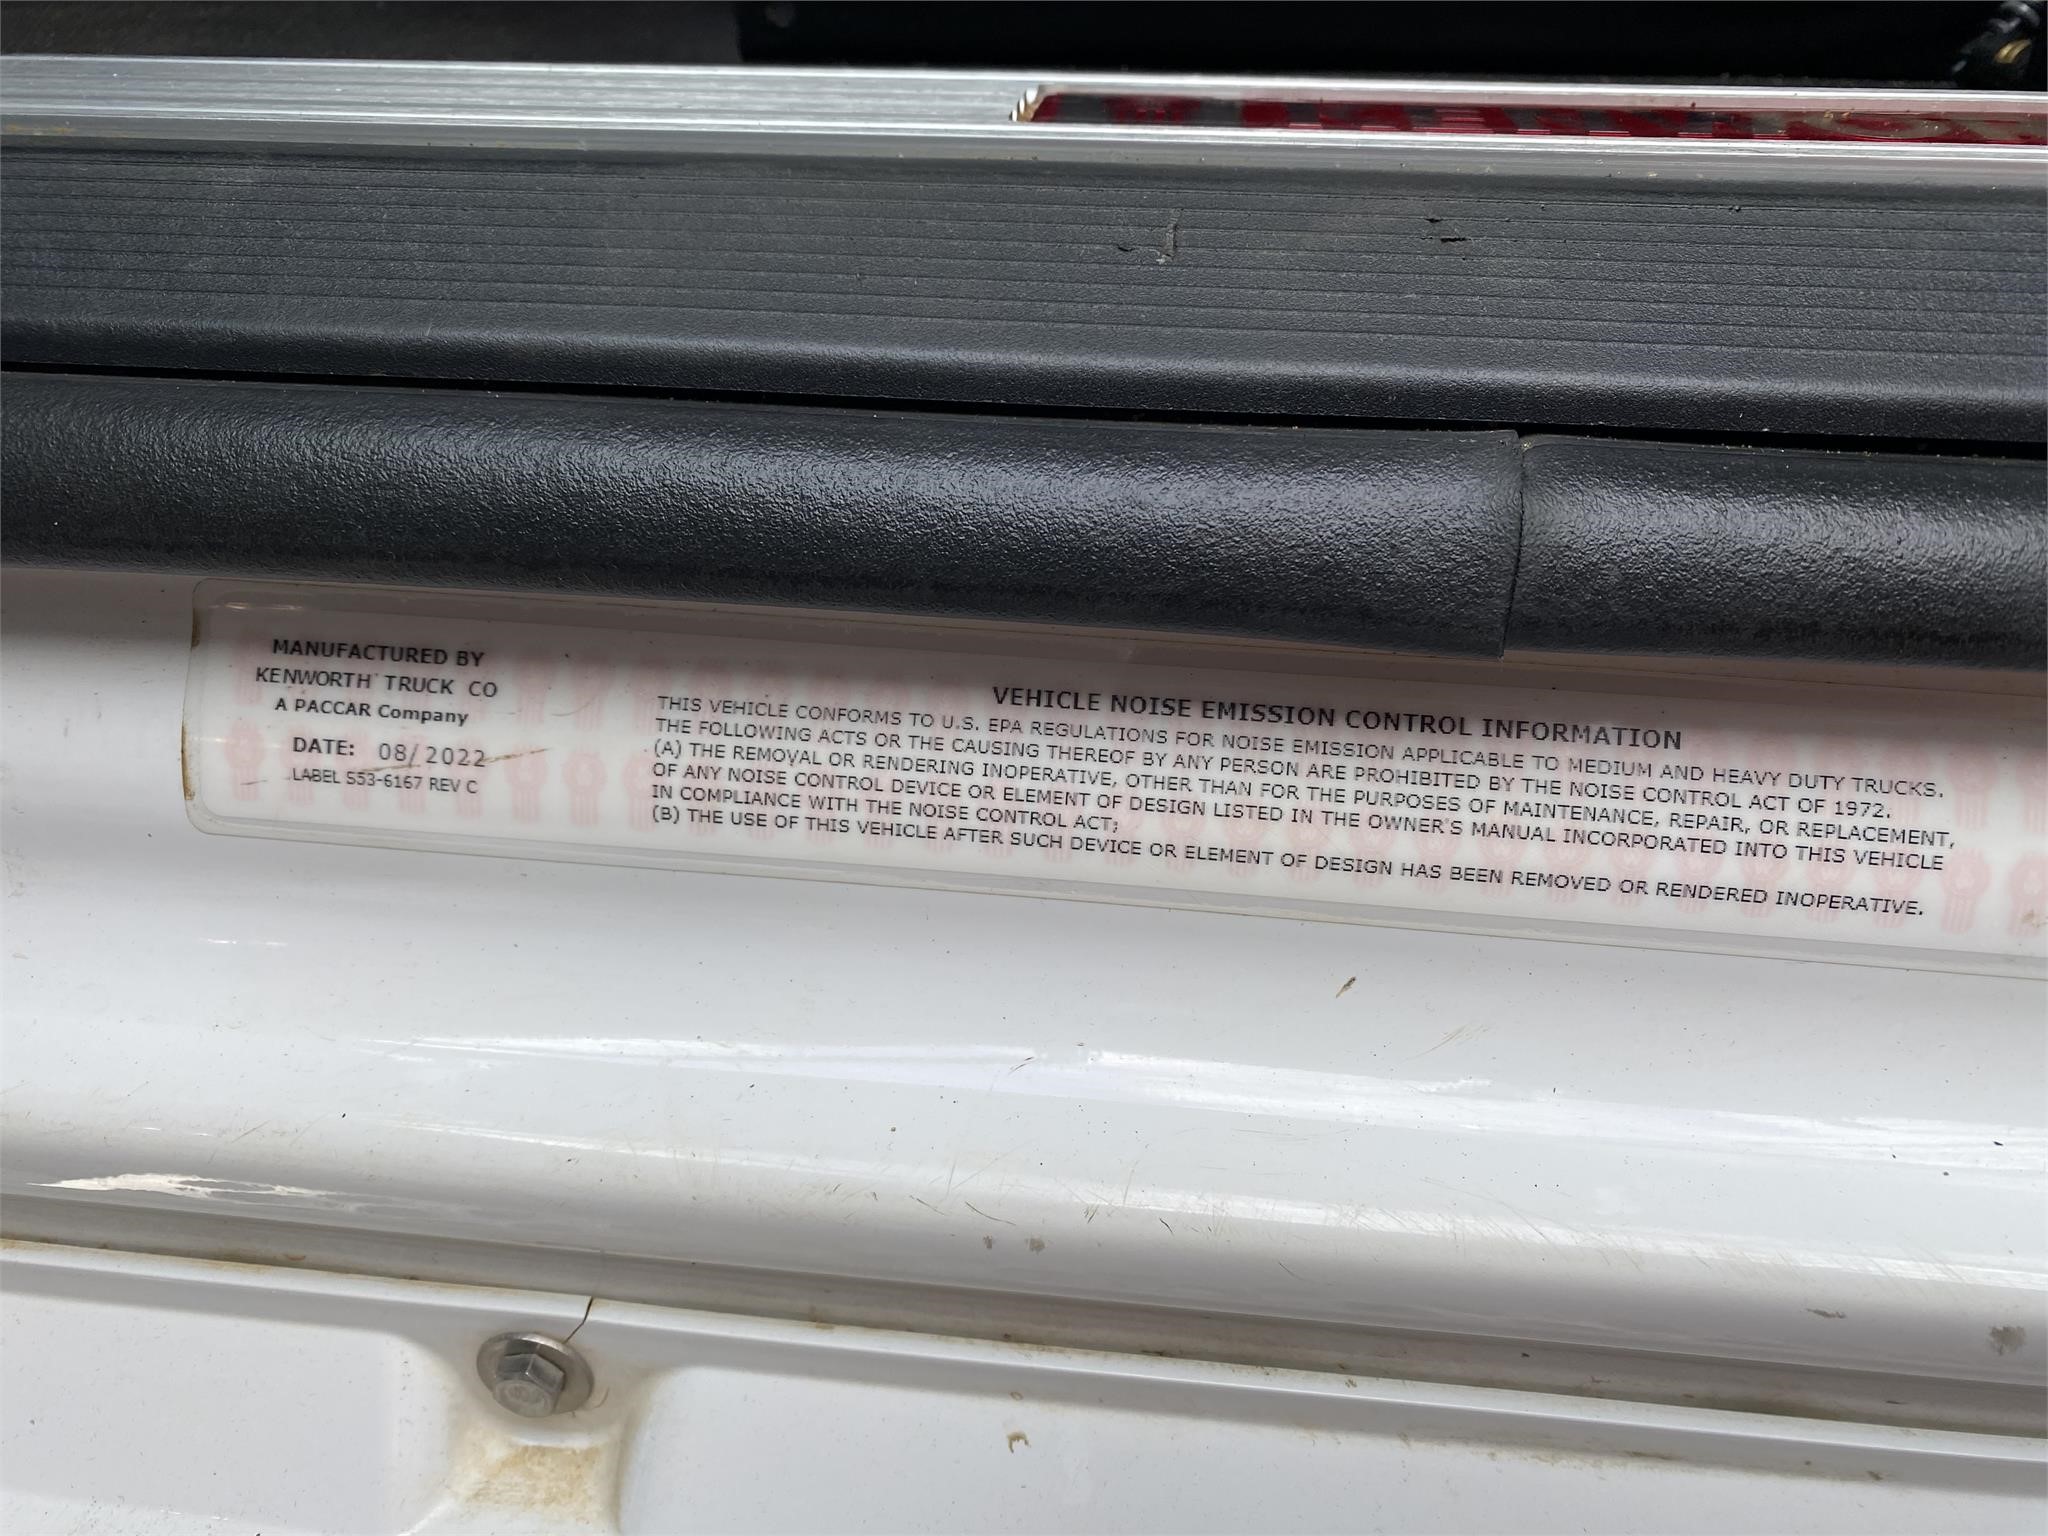 MANUFACTURED BY
KENWORTH TRUCK CO
A PACCAR Company
DATE: 08/2022
LABEL S53-6167 REV C
VEHICLE NOISE EMISSION CONTROL INFORMATION
THIS VEHICLE CONFORMS TO U.S. EPA REGULATIONS FOR NOISE EMISSION APPLICABLE TO MEDIUM AND HEAVY DUTY TRUCKS.
THE FOLLOWING ACTS OR THE CAUSING THEREOF BY ANY PERSON ARE PROHIBITED BY THE NOISE CONTROL ACT OF 1972.
(A) THE REMOVAL OR RENDERING INOPERATIVE, OTHER THAN FOR THE PURPOSES OF MAINTENANCE, REPAIR, OR REPLACEMENT,
OF ANY NOISE CONTROL DEVICE OR ELEMENT OF DESIGN LISTED IN THE OWNER'S MANUAL INCORPORATED INTO THIS VEHICLE
IN COMPLIANCE WITH THE NOISE CONTROL ACT;
(B) THE USE OF THIS VEHICLE AFTER SUCH DEVICE OR ELEMENT OF DESIGN HAS BEEN REMOVED OR RENDERED INOPERATIVE.